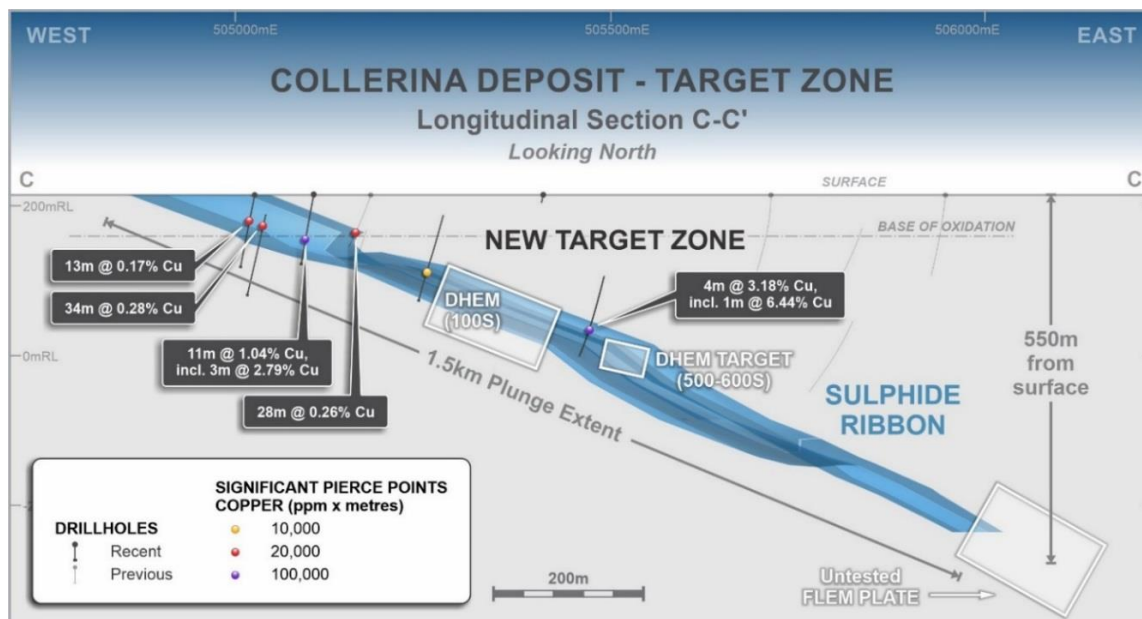 WEST
505000mE
505500mE
506000mE
EAST
COLLERINA DEPOSIT - TARGET ZONE
Longitudinal Section C-C'
Looking North
C
SURFACE
C
200mRL
BASE OF OXIDATION
NEW TARGET ZONE
13m @ 0.17% Cu
34m @ 0.28% Cu
11m @ 1.04% Cu,
incl. 3m @ 2.79% Cu
28m @ 0.26% Cu
DHEM
(100S)
4m @ 3.18% Cu,
incl. 1m @ 6.44% Cu
0mRL
DHEM TARGET
(500-600S)
1.5km Plunge Extent
550m
from
surface
SULPHIDE
RIBBON
SIGNIFICANT PIERCE POINTS
COPPER (ppm x metres)
DRILLHOLES
10,000
Recent
20,000
Previous
100,000
200m
Untested
FLEM PLATE